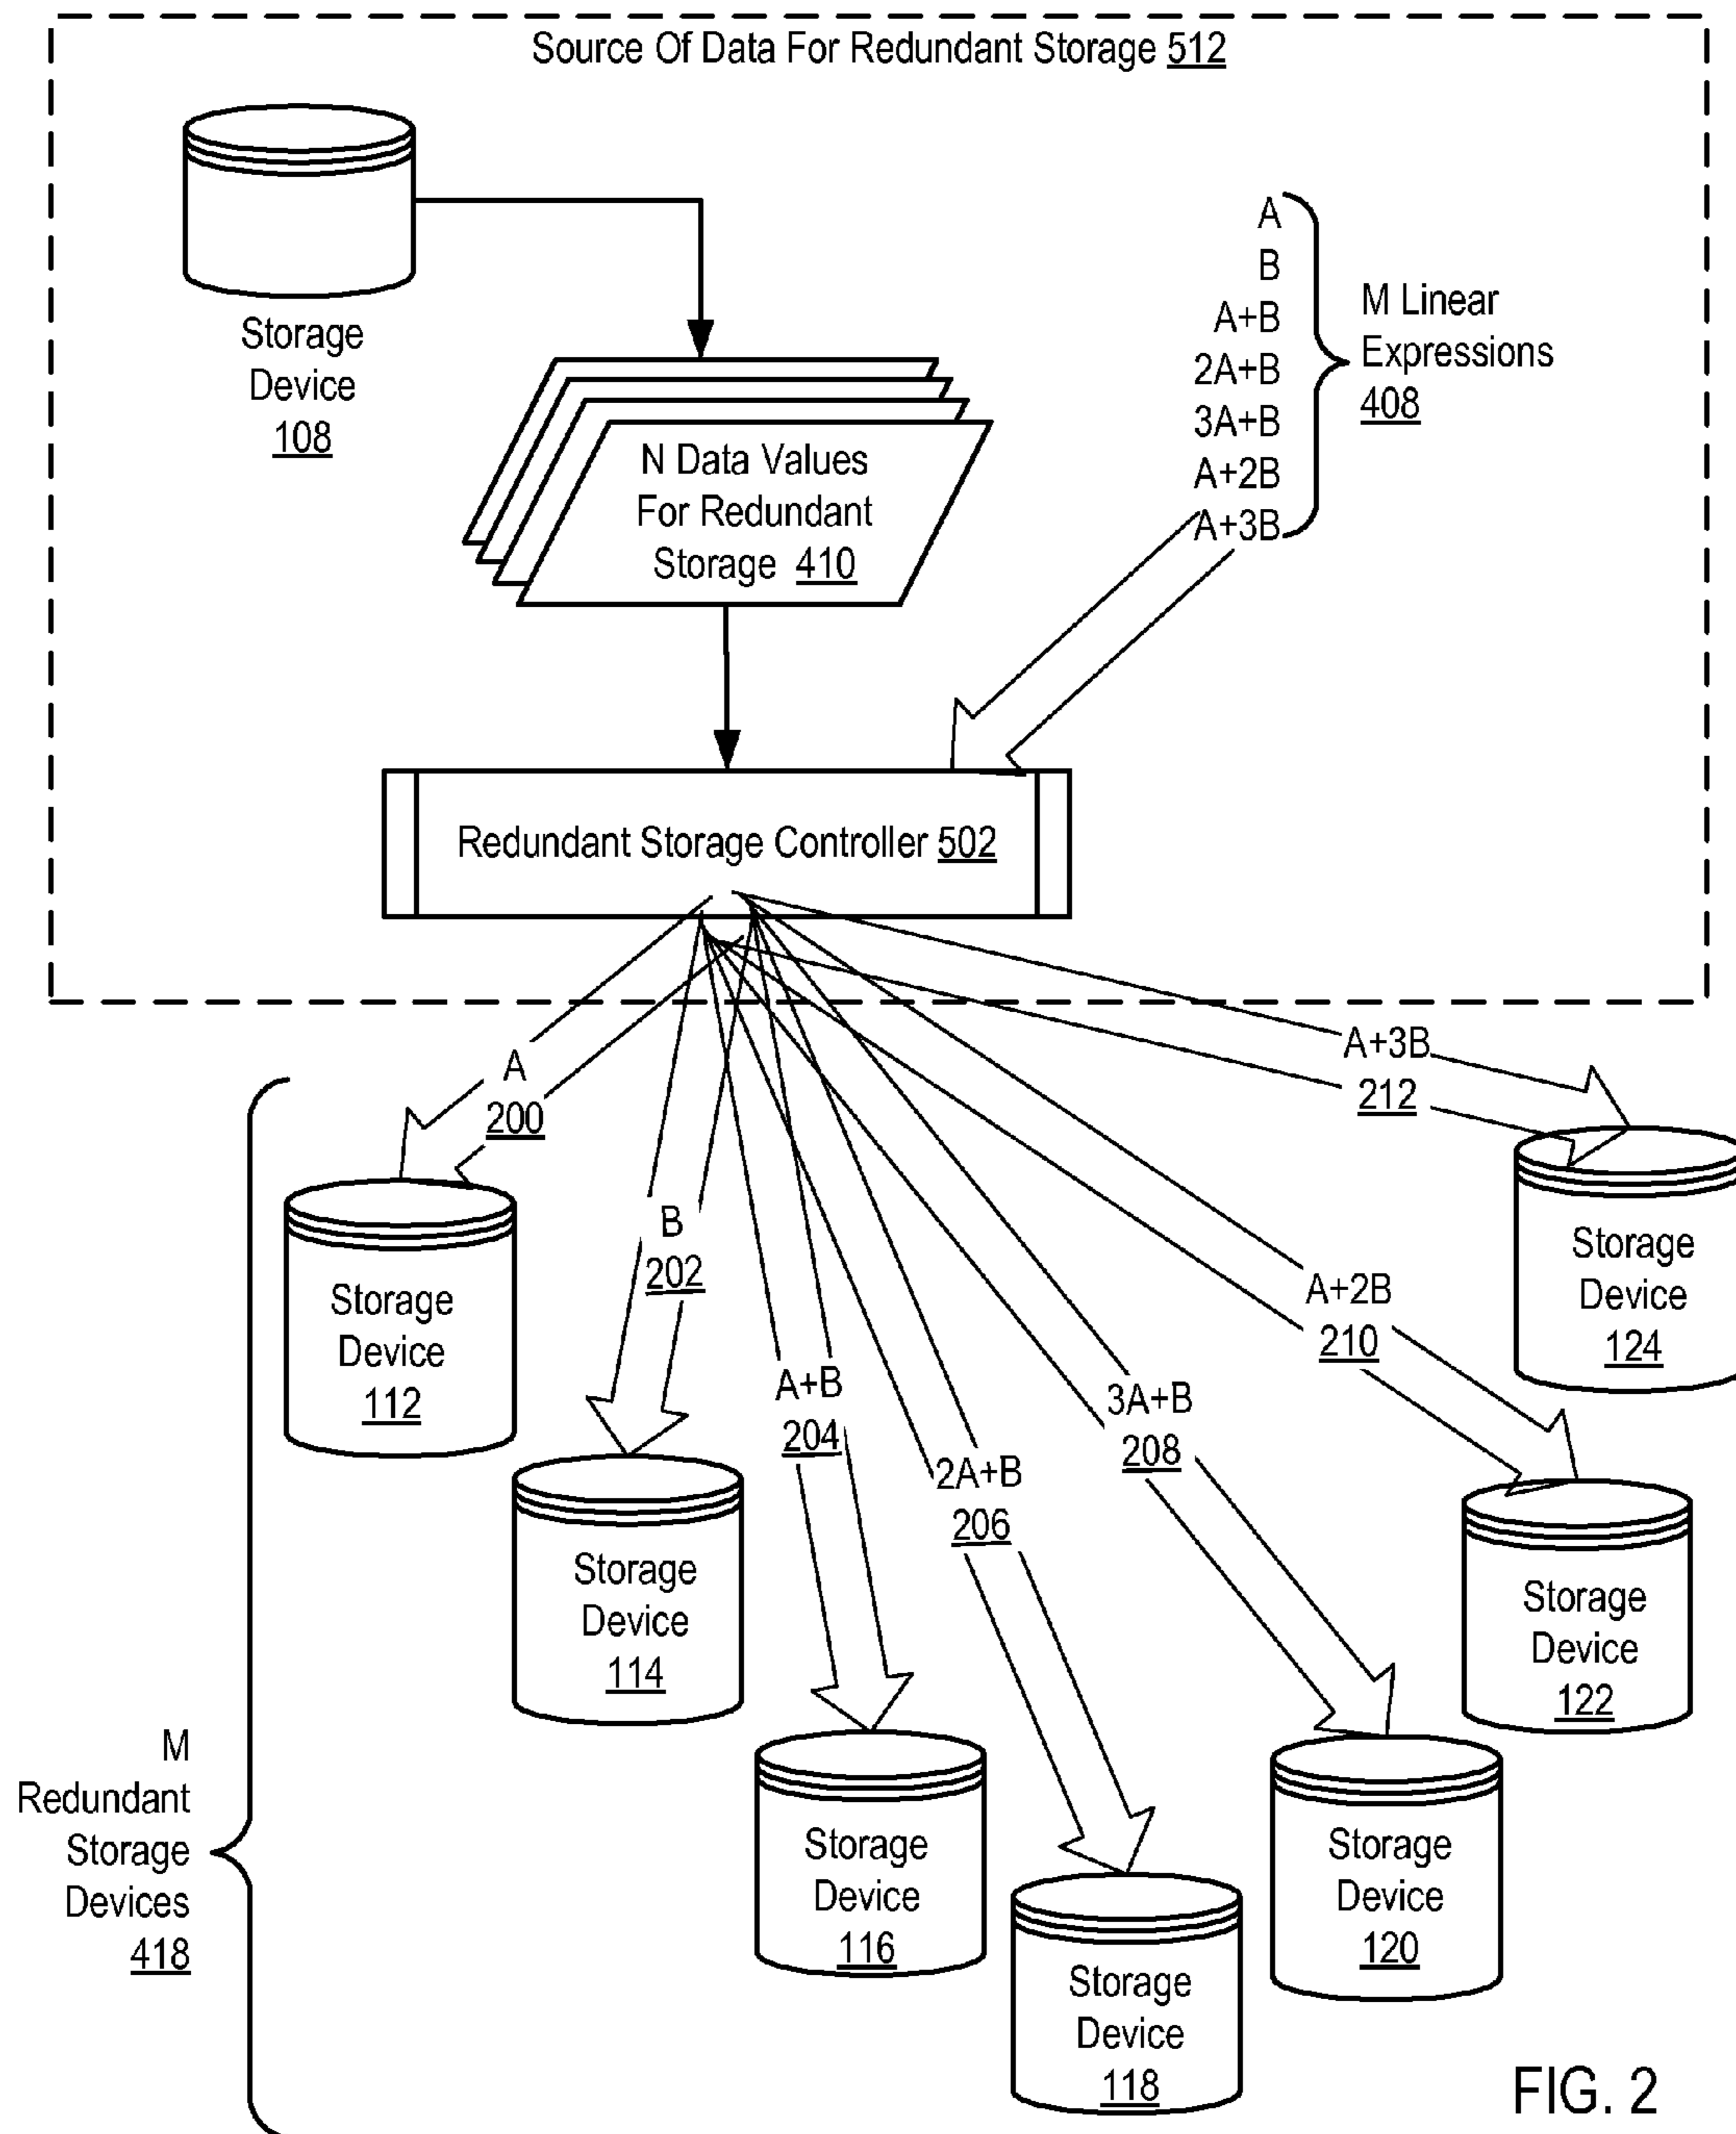 Source Of Data For Redundant Storage 512
Storage
Device
108
A
B
A+B
2A+B
3A+B
A+2B
A+3B
M Linear
Expressions
408
N Data Values
For Redundant
Storage 410
Redundant Storage Controller 502
A
200
B
202
A+B
204
2A+B
206
3A+B
208
A+2B
210
A+3B
212
Storage
Device
112
Storage
Device
114
Storage
Device
116
Storage
Device
118
Storage
Device
120
Storage
Device
122
Storage
Device
124
M
Redundant
Storage
Devices
418
FIG. 2